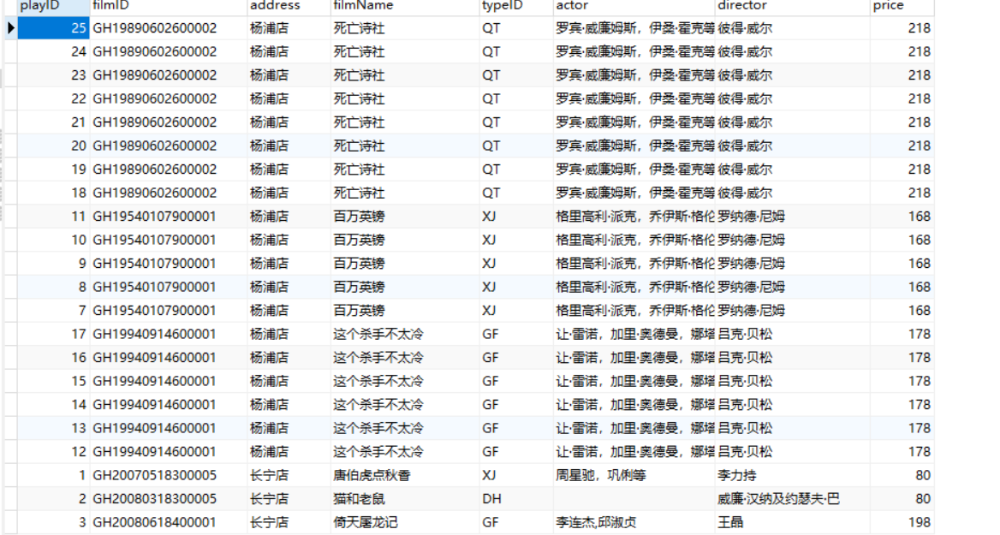 playID filmID address filmName typeID actor director price
25 GH19890602600002 杨浦店 死亡诗社 QT 罗宾·威廉姆斯，伊桑·霍克等 彼得·威尔 218
24 GH19890602600002 杨浦店 死亡诗社 QT 罗宾·威廉姆斯，伊桑·霍克等 彼得·威尔 218
23 GH19890602600002 杨浦店 死亡诗社 QT 罗宾·威廉姆斯，伊桑·霍克等 彼得·威尔 218
22 GH19890602600002 杨浦店 死亡诗社 QT 罗宾·威廉姆斯，伊桑·霍克等 彼得·威尔 218
21 GH19890602600002 杨浦店 死亡诗社 QT 罗宾·威廉姆斯，伊桑·霍克等 彼得·威尔 218
20 GH19890602600002 杨浦店 死亡诗社 QT 罗宾·威廉姆斯，伊桑·霍克等 彼得·威尔 218
19 GH19890602600002 杨浦店 死亡诗社 QT 罗宾·威廉姆斯，伊桑·霍克等 彼得·威尔 218
18 GH19890602600002 杨浦店 死亡诗社 QT 罗宾·威廉姆斯，伊桑·霍克等 彼得·威尔 218
11 GH19540107900001 杨浦店 百万英镑 XJ 格里高利·派克，乔伊斯·格伦 罗纳德·尼姆 168
10 GH19540107900001 杨浦店 百万英镑 XJ 格里高利·派克，乔伊斯·格伦 罗纳德·尼姆 168
9 GH19540107900001 杨浦店 百万英镑 XJ 格里高利·派克，乔伊斯·格伦 罗纳德·尼姆 168
8 GH19540107900001 杨浦店 百万英镑 XJ 格里高利·派克，乔伊斯·格伦 罗纳德·尼姆 168
7 GH19540107900001 杨浦店 百万英镑 XJ 格里高利·派克，乔伊斯·格伦 罗纳德·尼姆 168
17 GH19940914600001 杨浦店 这个杀手不太冷 GF 让·雷诺，加里·奥德曼，娜塔 吕克·贝松 178
16 GH19940914600001 杨浦店 这个杀手不太冷 GF 让·雷诺，加里·奥德曼，娜塔 吕克·贝松 178
15 GH19940914600001 杨浦店 这个杀手不太冷 GF 让·雷诺，加里·奥德曼，娜塔 吕克·贝松 178
14 GH19940914600001 杨浦店 这个杀手不太冷 GF 让·雷诺，加里·奥德曼，娜塔 吕克·贝松 178
13 GH19940914600001 杨浦店 这个杀手不太冷 GF 让·雷诺，加里·奥德曼，娜塔 吕克·贝松 178
12 GH19940914600001 杨浦店 这个杀手不太冷 GF 让·雷诺，加里·奥德曼，娜塔 吕克·贝松 178
1 GH20070518300005 长宁店 唐伯虎点秋香 XJ 周星驰，巩俐等 李力持 80
2 GH20080318300005 长宁店 猫和老鼠 DH 威廉·汉纳及约瑟夫·巴 80
3 GH20080618400001 长宁店 倚天屠龙记 GF 李连杰,邱淑贞 王晶 198